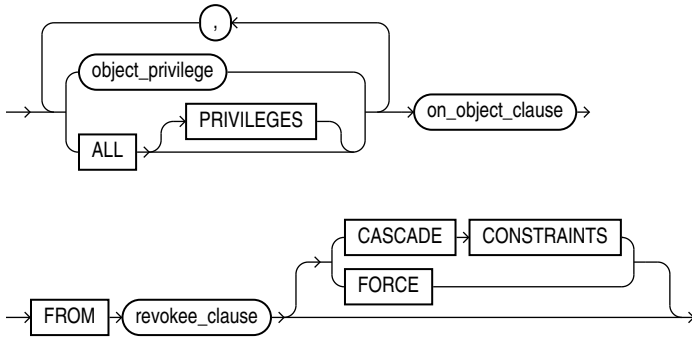 ,
object_privilege
PRIVILEGES
ALL
on_object_clause
CASCADE CONSTRAINTS
FORCE
FROM revokee_clause